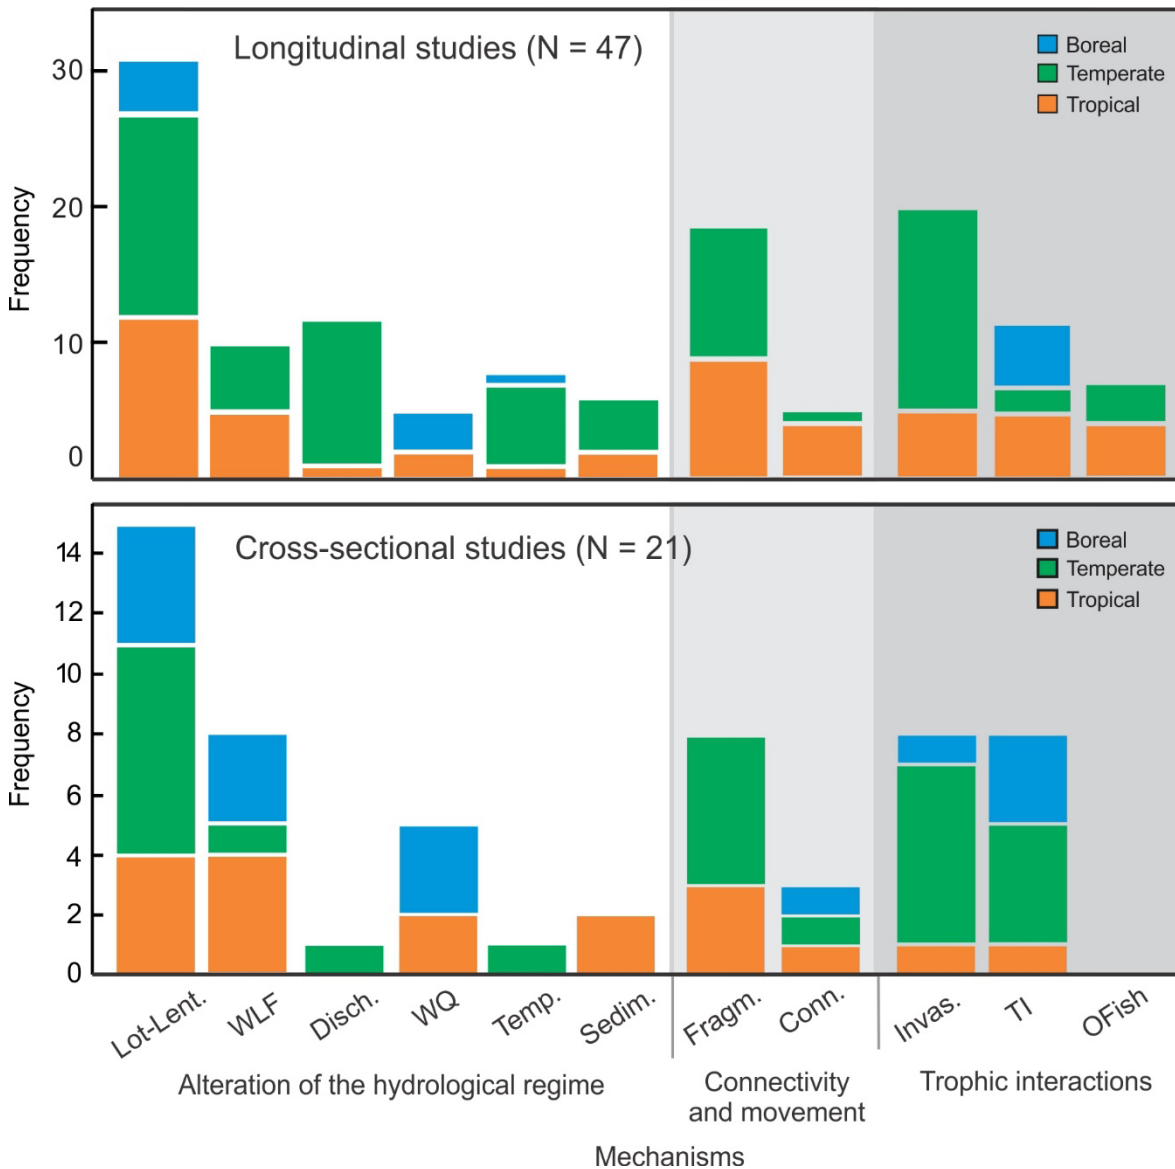 Longitudinal studies (N = 47)
Boreal
Temperate
Tropical
Frequency
30
20
10
0
Cross-sectional studies (N = 21)
Boreal
Temperate
Tropical
Frequency
14
12
10
8
6
4
2
0
Lot-Lent.
WLF
Disch.
WQ
Temp.
Sedim.
Fragm.
Conn.
Invas.
TI
OFish
Alteration of the hydrological regime
Connectivity
and movement
Trophic interactions
Mechanisms